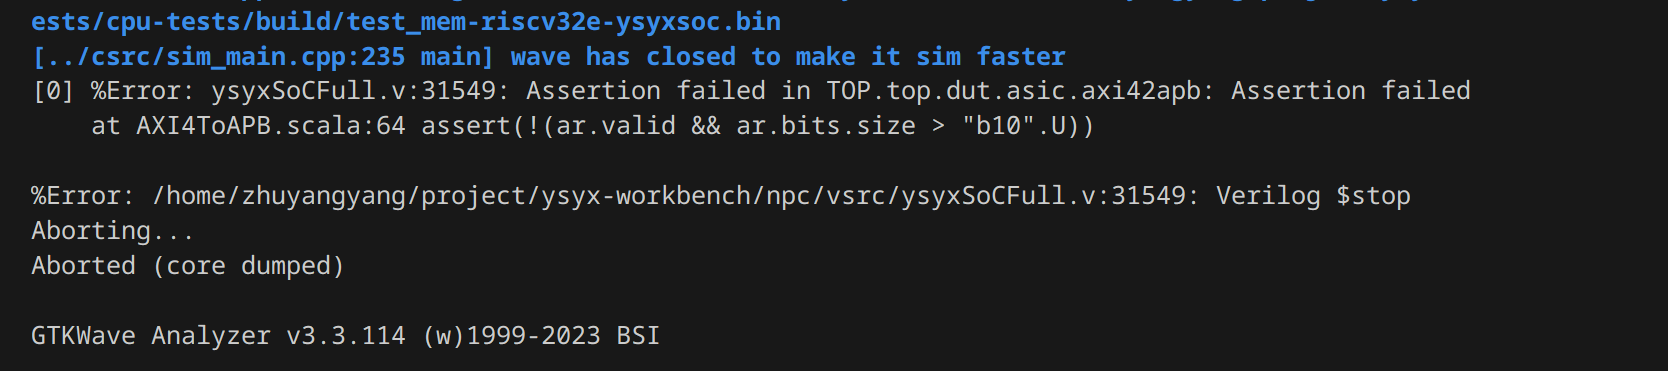 ests/cpu-tests/build/test_mem-riscv32e-ysyxsoc.bin
[../csrc/sim_main.cpp:235 main] wave has closed to make it sim faster
[0] %Error: ysyxSoCFull.v:31549: Assertion failed in TOP.top.dut.asic.axi42apb: Assertion failed
at AXI4ToAPB.scala:64 assert(!(ar.valid && ar.bits.size > "b10".U))
%Error: /home/zhuyangyang/project/ysyx-workbench/npc/vsrc/ysyxSoCFull.v:31549: Verilog $stop
Aborting...
Aborted (core dumped)
GTKWave Analyzer v3.3.114 (w)1999-2023 BSI